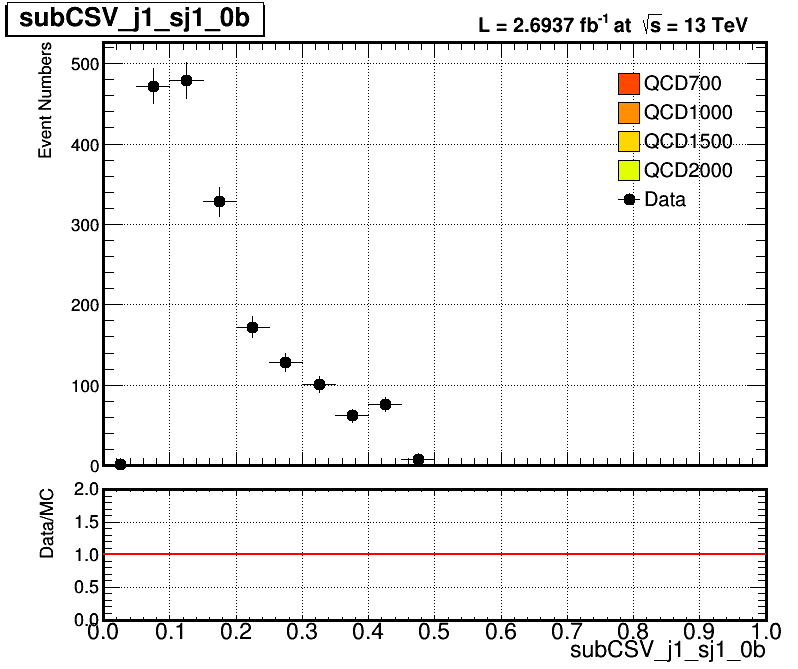 subCSV_j1_sj1_0b
L = 2.6937 fb-1 at √s = 13 TeV
Event Numbers
500
400
300
200
100
0
QCD700
QCD1000
QCD1500
QCD2000
Data
Data/MC
2.0
1.5
1.0
0.5
0.0
0.0 0.1 0.2 0.3 0.4 0.5 0.6 0.7 0.8 0.9 1.0
subCSV_j1_sj1_0b